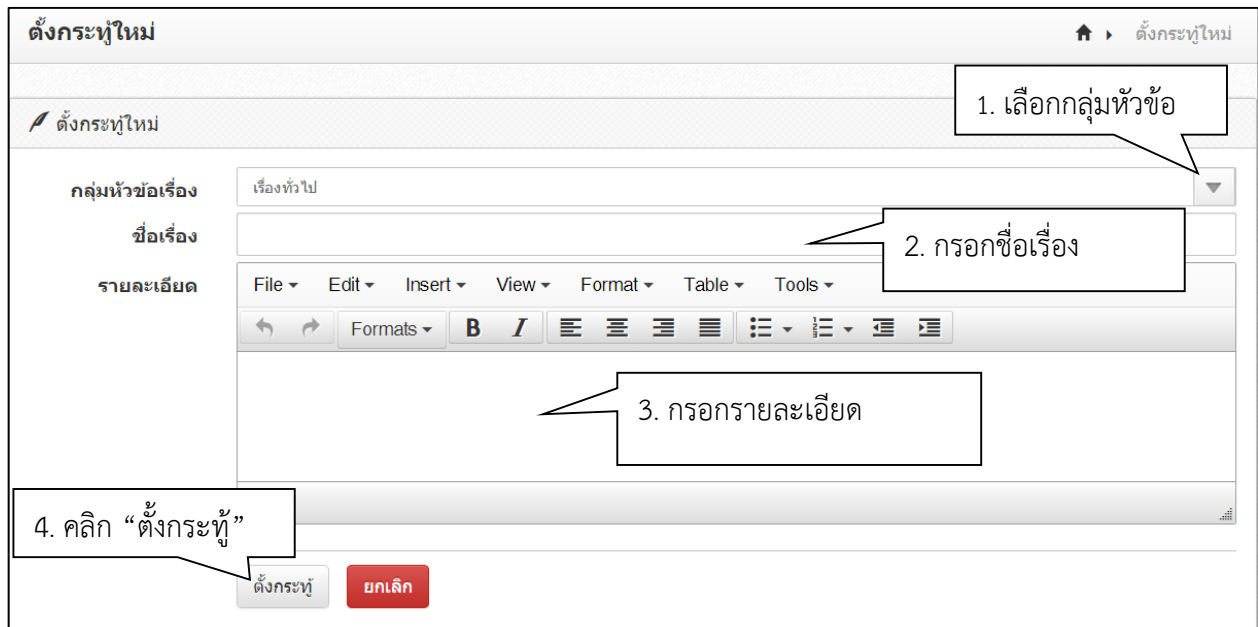 ตั้งกระทู้ใหม่
ตั้งกระทู้ใหม่
1. เลือกกลุ่มหัวข้อ
ตั้งกระทู้ใหม่
กลุ่มหัวข้อเรื่อง
เรื่องทั่วไป
ชื่อเรื่อง
2. กรอกชื่อเรื่อง
รายละเอียด
File Edit Insert View Format Table Tools
Formats B I
3. กรอกรายละเอียด
4. คลิก “ตั้งกระทู้”
ตั้งกระทู้ ยกเลิก